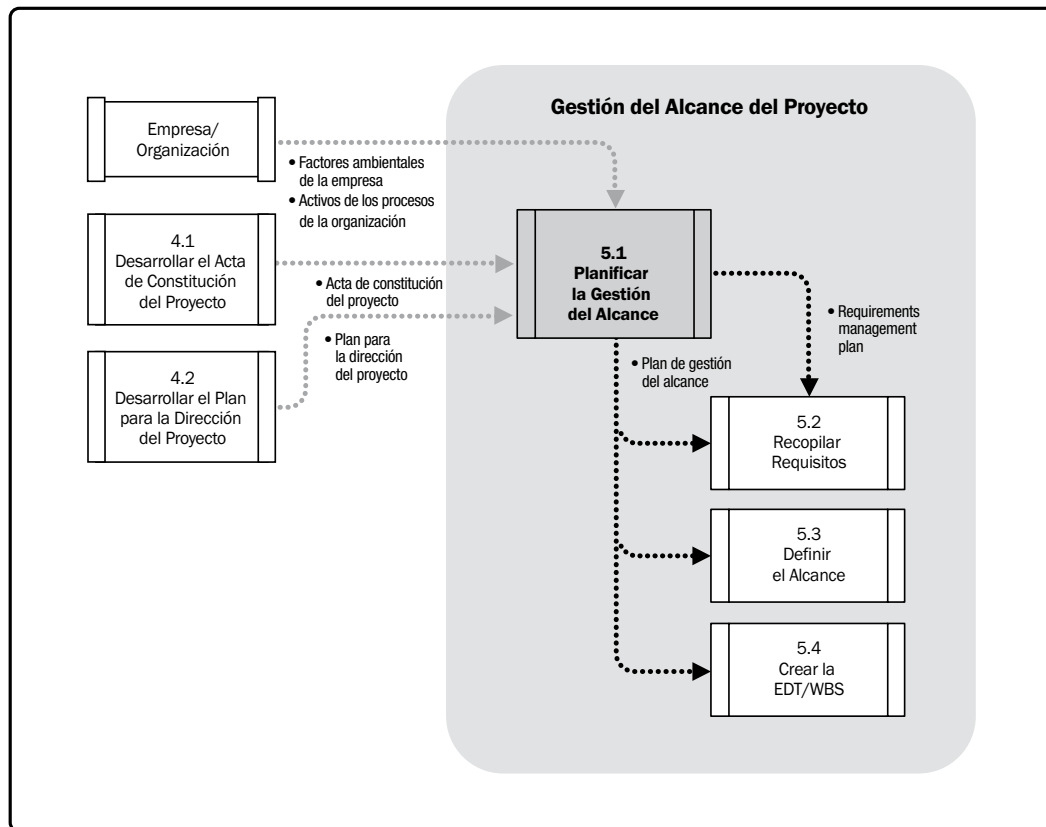 Gestión del Alcance del Proyecto
Empresa/
Organización
• Factores ambientales
de la empresa
• Activos de los procesos
de la organización
4.1
Desarrollar el Acta
de Constitución
del Proyecto
• Acta de constitución
del proyecto
5.1
Planificar
la Gestión
del Alcance
• Requirements
management
plan
• Plan para
la dirección
del proyecto
• Plan de gestión
del alcance
4.2
Desarrollar el Plan
para la Dirección
del Proyecto
5.2
Recopilar
Requisitos
5.3
Definir
el Alcance
5.4
Crear la
EDT/WBS